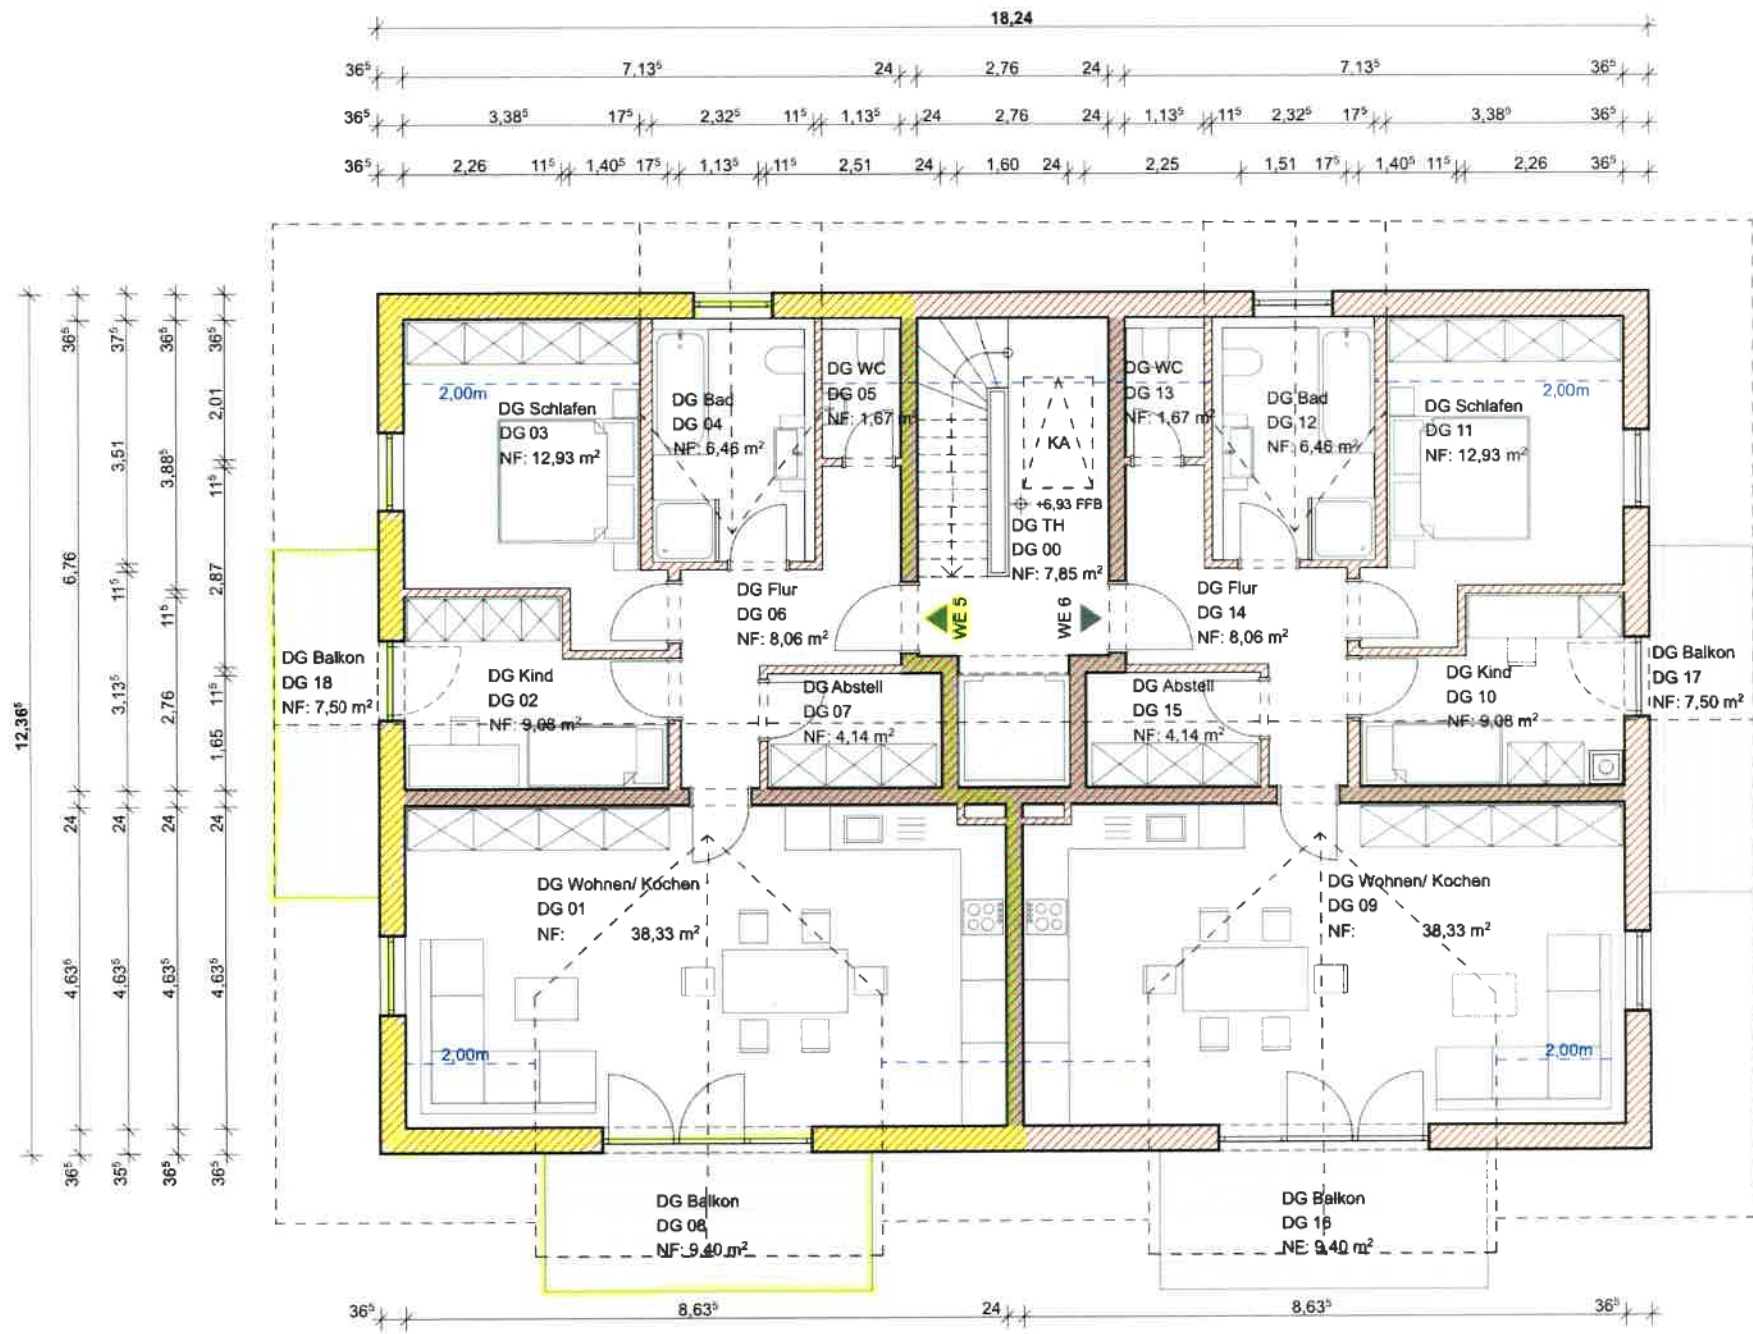 18,24
36⁵ 7,13⁵ 24 2,76 24 7,13⁵ 36⁵
36⁵ 3,38⁵ 17⁵ 2,32⁵ 11⁵ 1,13⁵ 24 2,76 24 1,13⁵ 11⁵ 2,32⁵ 17⁵ 3,38⁵ 36⁵
36⁵ 2,26 11⁵ 1,40⁵ 17⁵ 1,13⁵ 11⁵ 2,51 24 1,60 24 2,25 1,51 17⁵ 1,40⁵ 11⁵ 2,26 36⁵
12,36⁵
36⁵ 6,76 24 4,63⁵ 36⁵
37⁵ 3,51 11⁵ 3,13⁵ 24 4,63⁵ 35⁵
36⁵ 3,88⁵ 11⁵ 2,76 24 4,63⁵ 36⁵
36⁵ 2,01 11⁵ 2,87 11⁵ 1,65 24 4,63⁵ 36⁵
2,00m
DG Schlafen
DG 03
NF: 12,93 m²
DG Bad
DG 04
NF: 6,46 m²
DG WC
DG 05
NF: 1,67 m²
KA
+6,93 FFB
DG TH
DG 00
NF: 7,85 m²
DG WC
DG 13
NF: 1,67 m²
DG Bad
DG 12
NF: 6,46 m²
2,00m
DG Schlafen
DG 11
NF: 12,93 m²
DG Flur
DG 06
NF: 8,06 m²
WE 5
WE 6
DG Flur
DG 14
NF: 8,06 m²
DG Balkon
DG 18
NF: 7,50 m²
DG Kind
DG 02
NF: 9,08 m²
DG Abstell
DG 07
NF: 4,14 m²
DG Abstell
DG 15
NF: 4,14 m²
DG Kind
DG 10
NF: 9,08 m²
DG Balkon
DG 17
NF: 7,50 m²
DG Wohnen/ Kochen
DG 01
NF: 38,33 m²
DG Wohnen/ Kochen
DG 09
NF: 38,33 m²
2,00m
2,00m
DG Balkon
DG 08
NF: 9,40 m²
DG Balkon
DG 16
NF: 9,40 m²
36⁵ 8,63⁵ 24 8,63⁵ 36⁵